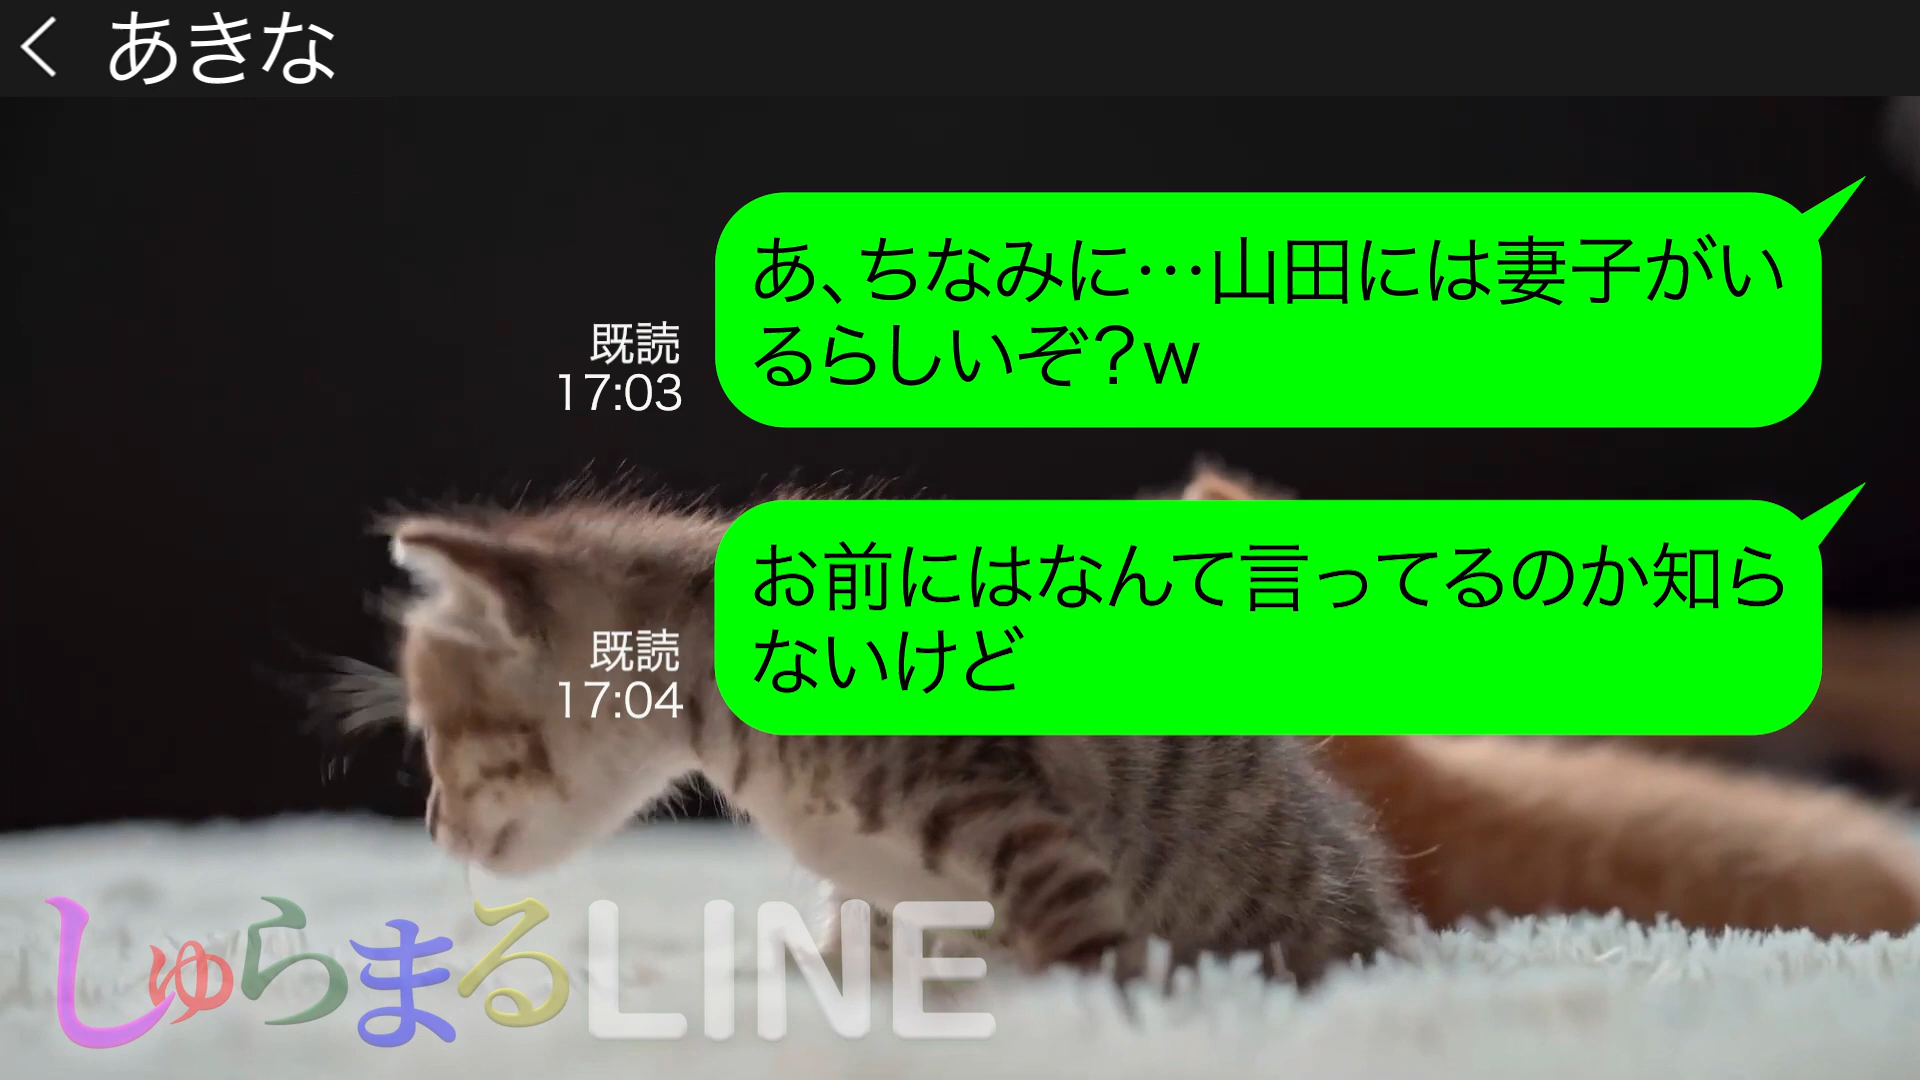 あきな
あ、ちなみに…山田には妻子がい
るらしいぞ?w
既読
17:03
お前にはなんて言ってるのか知ら
ないけど
既読
17:04
しゅらまるLINE